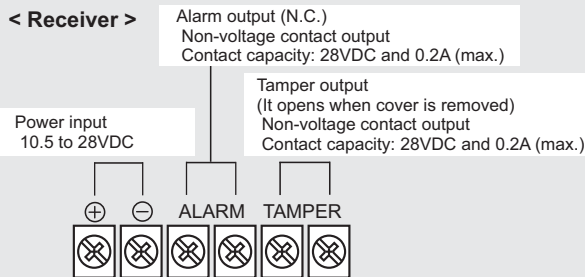 < Receiver >
Alarm output (N.C.)
Non-voltage contact output
Contact capacity: 28VDC and 0.2A (max.)
Tamper output
(It opens when cover is removed)
Non-voltage contact output
Contact capacity: 28VDC and 0.2A (max.)
Power input
10.5 to 28VDC
⊕ ⊖ ALARM TAMPER